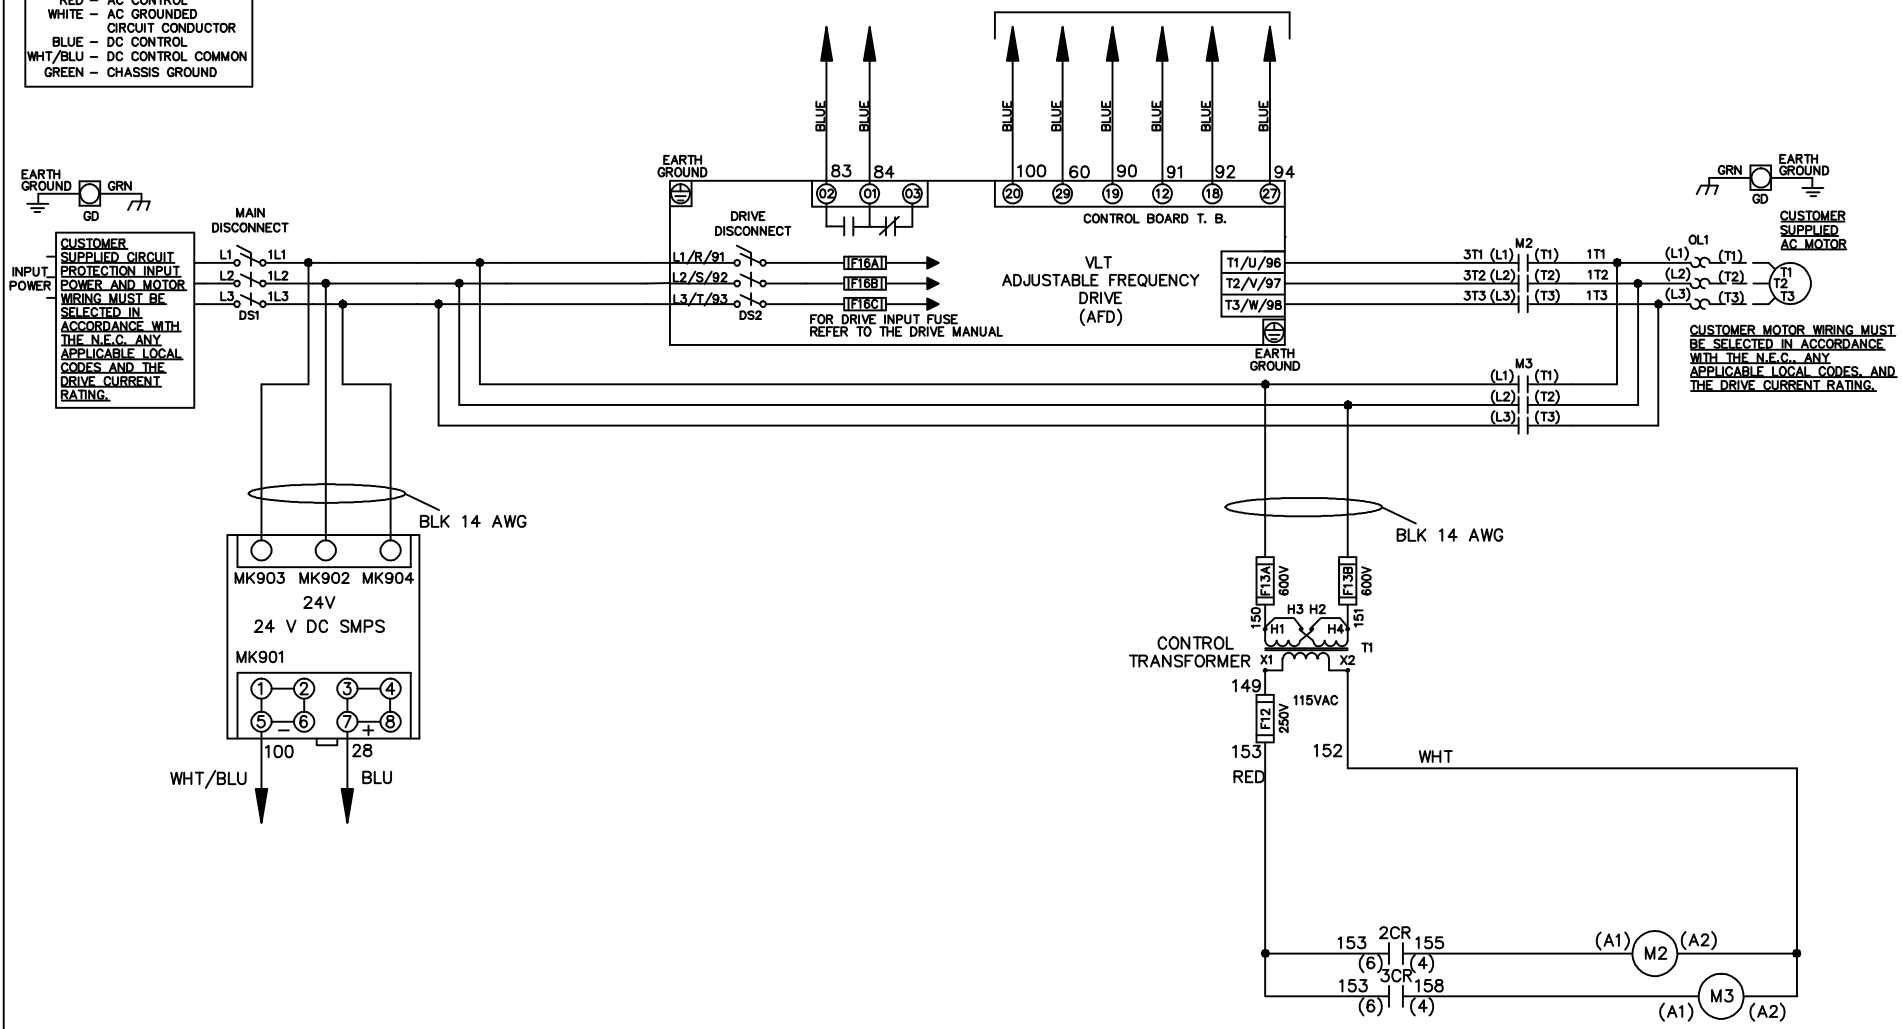 RED – AC CONTROL
WHITE – AC GROUNDED
CIRCUIT CONDUCTOR
BLUE – DC CONTROL
WHT/BLU – DC CONTROL COMMON
GREEN – CHASSIS GROUND
EARTH
GROUND
GRN
GD
INPUT
POWER
CUSTOMER
SUPPLIED CIRCUIT
PROTECTION INPUT
POWER AND MOTOR
WIRING MUST BE
SELECTED IN
ACCORDANCE WITH
THE N.E.C. ANY
APPLICABLE LOCAL
CODES AND THE
DRIVE CURRENT
RATING.
MAIN
DISCONNECT
L1 1L1
L2 1L2
L3 1L3
DS1
BLK 14 AWG
MK903 MK902 MK904
24V
24 V DC SMPS
MK901
1 2 3 4
5 6 7 8
– +
100 28
WHT/BLU BLU
BLUE BLUE BLUE BLUE BLUE BLUE BLUE BLUE
EARTH
GROUND
83 84 100 60 90 91 92 94
02 01 03 20 29 19 12 18 27
CONTROL BOARD T. B.
DRIVE
DISCONNECT
L1/R/91 F16A
L2/S/92 F16B
L3/T/93 F16C
DS2
FOR DRIVE INPUT FUSE
REFER TO THE DRIVE MANUAL
VLT
ADJUSTABLE FREQUENCY
DRIVE
(AFD)
T1/U/96
T2/V/97
T3/W/98
EARTH
GROUND
M2
3T1 (L1) (T1) 1T1
3T2 (L2) (T2) 1T2
3T3 (L3) (T3) 1T3
M3
(L1) (T1)
(L2) (T2)
(L3) (T3)
GRN
EARTH
GROUND
GD
CUSTOMER
SUPPLIED
AC MOTOR
OL1
(L1) (T1)
(L2) (T2)
(L3) (T3)
T1
T2
T3
CUSTOMER MOTOR WIRING MUST
BE SELECTED IN ACCORDANCE
WITH THE N.E.C., ANY
APPLICABLE LOCAL CODES, AND
THE DRIVE CURRENT RATING.
BLK 14 AWG
F13A 600V F13B 600V
150 H3 H2 151
H1 H4
T1
CONTROL
TRANSFORMER
X1 X2
149
115VAC
F12 250V
153 152
RED WHT
2CR
153 155
(6) (4)
(A1) M2 (A2)
3CR
153 158
(6) (4)
(A1) M3 (A2)